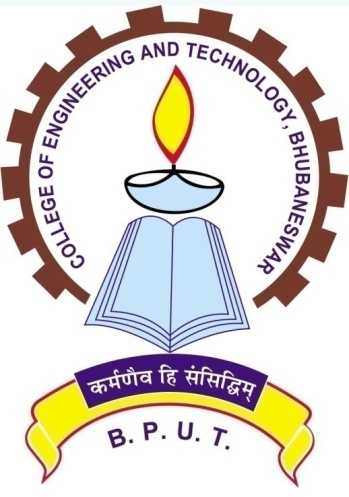 COLLEGE OF ENGINEERING AND TECHNOLOGY, BHUBANESWAR
कर्मणैव हि संसिद्धिम्
B. P. U. T.